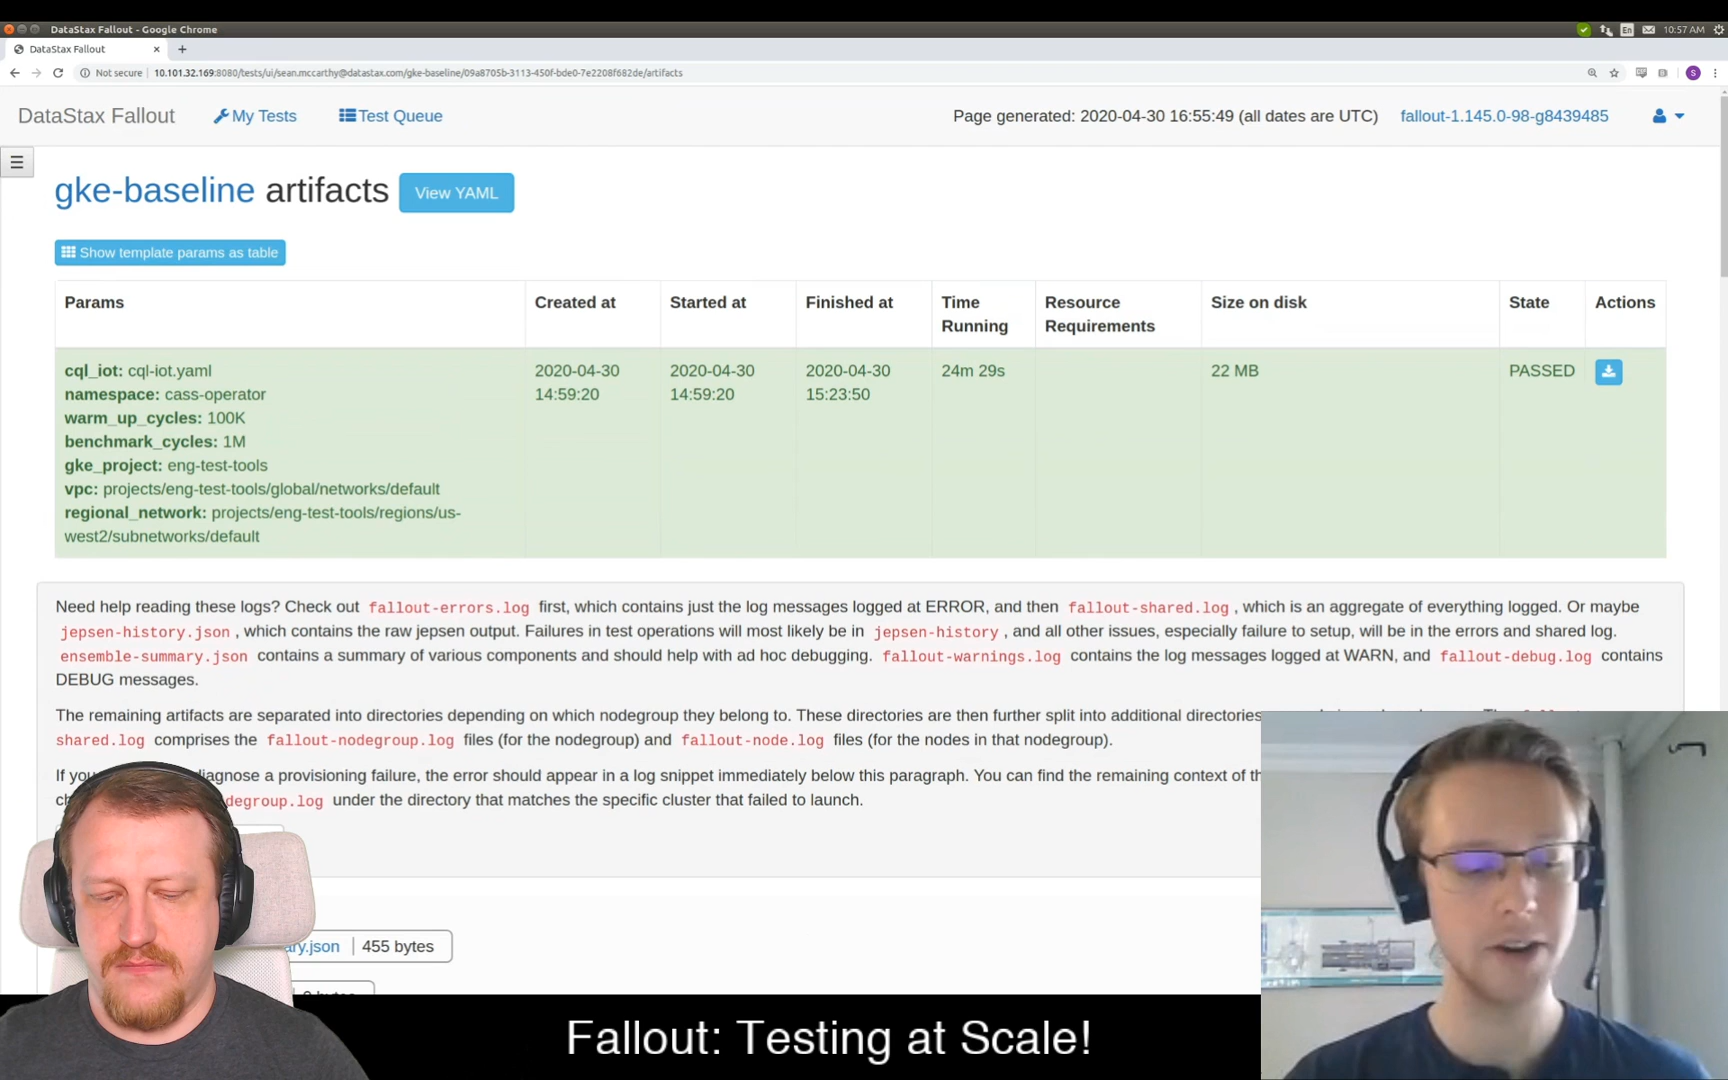 DataStax Fallout - Google Chrome
En 10:57 AM
DataStax Fallout
Not secure 10.101.32.169:8080/tests/ui/sean.mccarthy@datastax.com/gke-baseline/09a8705b-3113-450f-bde0-7e2208f682de/artifacts
S
DataStax Fallout My Tests Test Queue Page generated: 2020-04-30 16:55:49 (all dates are UTC) fallout-1.145.0-98-g8439485
gke-baseline artifacts View YAML
Show template params as table
Params Created at Started at Finished at Time Running Resource Requirements Size on disk State Actions
cql_iot: cql-iot.yaml 2020-04-30 14:59:20 2020-04-30 14:59:20 2020-04-30 15:23:50 24m 29s 22 MB PASSED
namespace: cass-operator
warm_up_cycles: 100K
benchmark_cycles: 1M
gke_project: eng-test-tools
vpc: projects/eng-test-tools/global/networks/default
regional_network: projects/eng-test-tools/regions/us-
west2/subnetworks/default
Need help reading these logs? Check out fallout-errors.log first, which contains just the log messages logged at ERROR, and then fallout-shared.log , which is an aggregate of everything logged. Or maybe
jepsen-history.json , which contains the raw jepsen output. Failures in test operations will most likely be in jepsen-history , and all other issues, especially failure to setup, will be in the errors and shared log.
ensemble-summary.json contains a summary of various components and should help with ad hoc debugging. fallout-warnings.log contains the log messages logged at WARN, and fallout-debug.log contains
DEBUG messages.
The remaining artifacts are separated into directories depending on which nodegroup they belong to. These directories are then further split into additional directories
shared.log comprises the fallout-nodegroup.log files (for the nodegroup) and fallout-node.log files (for the nodes in that nodegroup).
If you diagnose a provisioning failure, the error should appear in a log snippet immediately below this paragraph. You can find the remaining context of th
degroup.log under the directory that matches the specific cluster that failed to launch.
ary.json 455 bytes
Fallout: Testing at Scale!